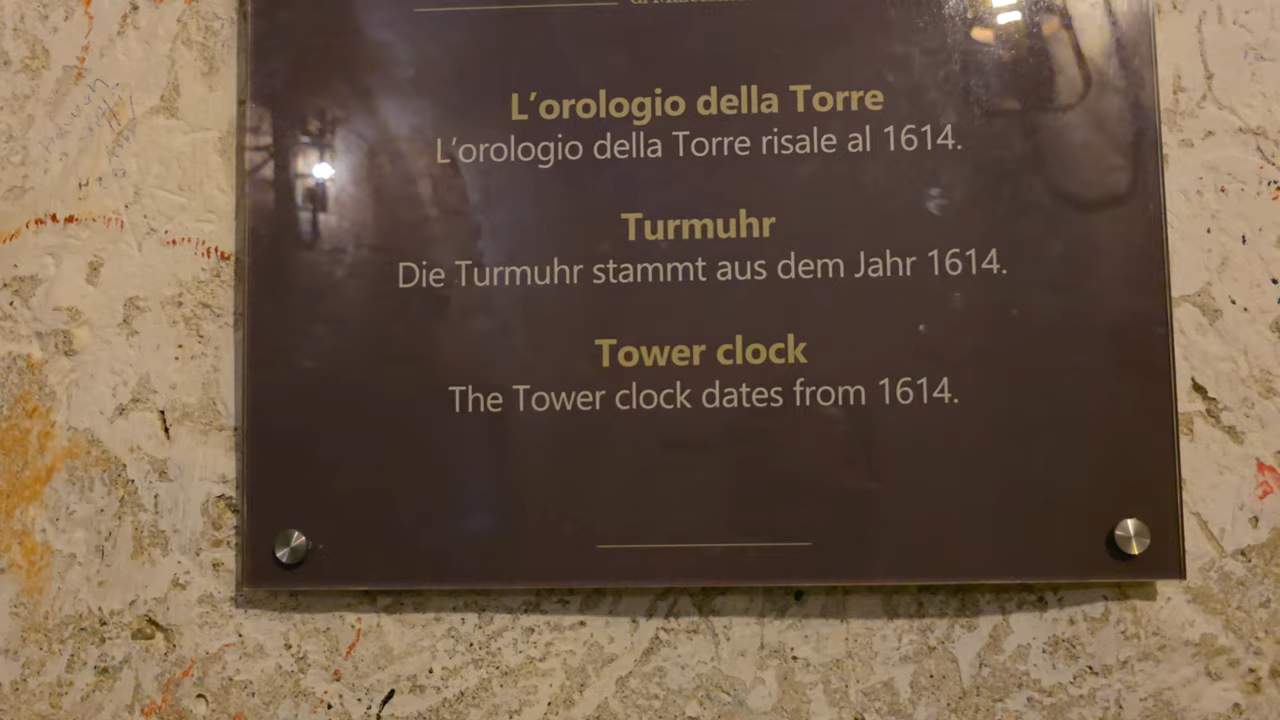 L'orologio della Torre
L'orologio della Torre risale al 1614.
Turmuhr
Die Turmuhr stammt aus dem Jahr 1614.
Tower clock
The Tower clock dates from 1614.